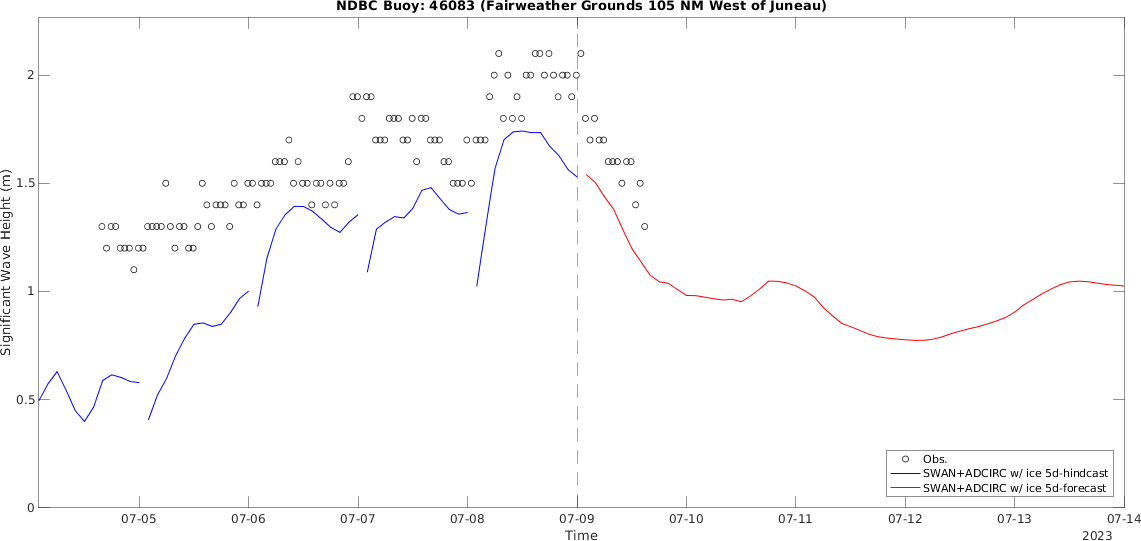 NDBC Buoy: 46083 (Fairweather Grounds 105 NM West of Juneau)
Significant Wave Height (m)
2
1.5
1
0.5
0
Obs.
SWAN+ADCIRC w/ ice 5d-hindcast
SWAN+ADCIRC w/ ice 5d-forecast
07-05 07-06 07-07 07-08 07-09 07-10 07-11 07-12 07-13 07-14
Time
2023